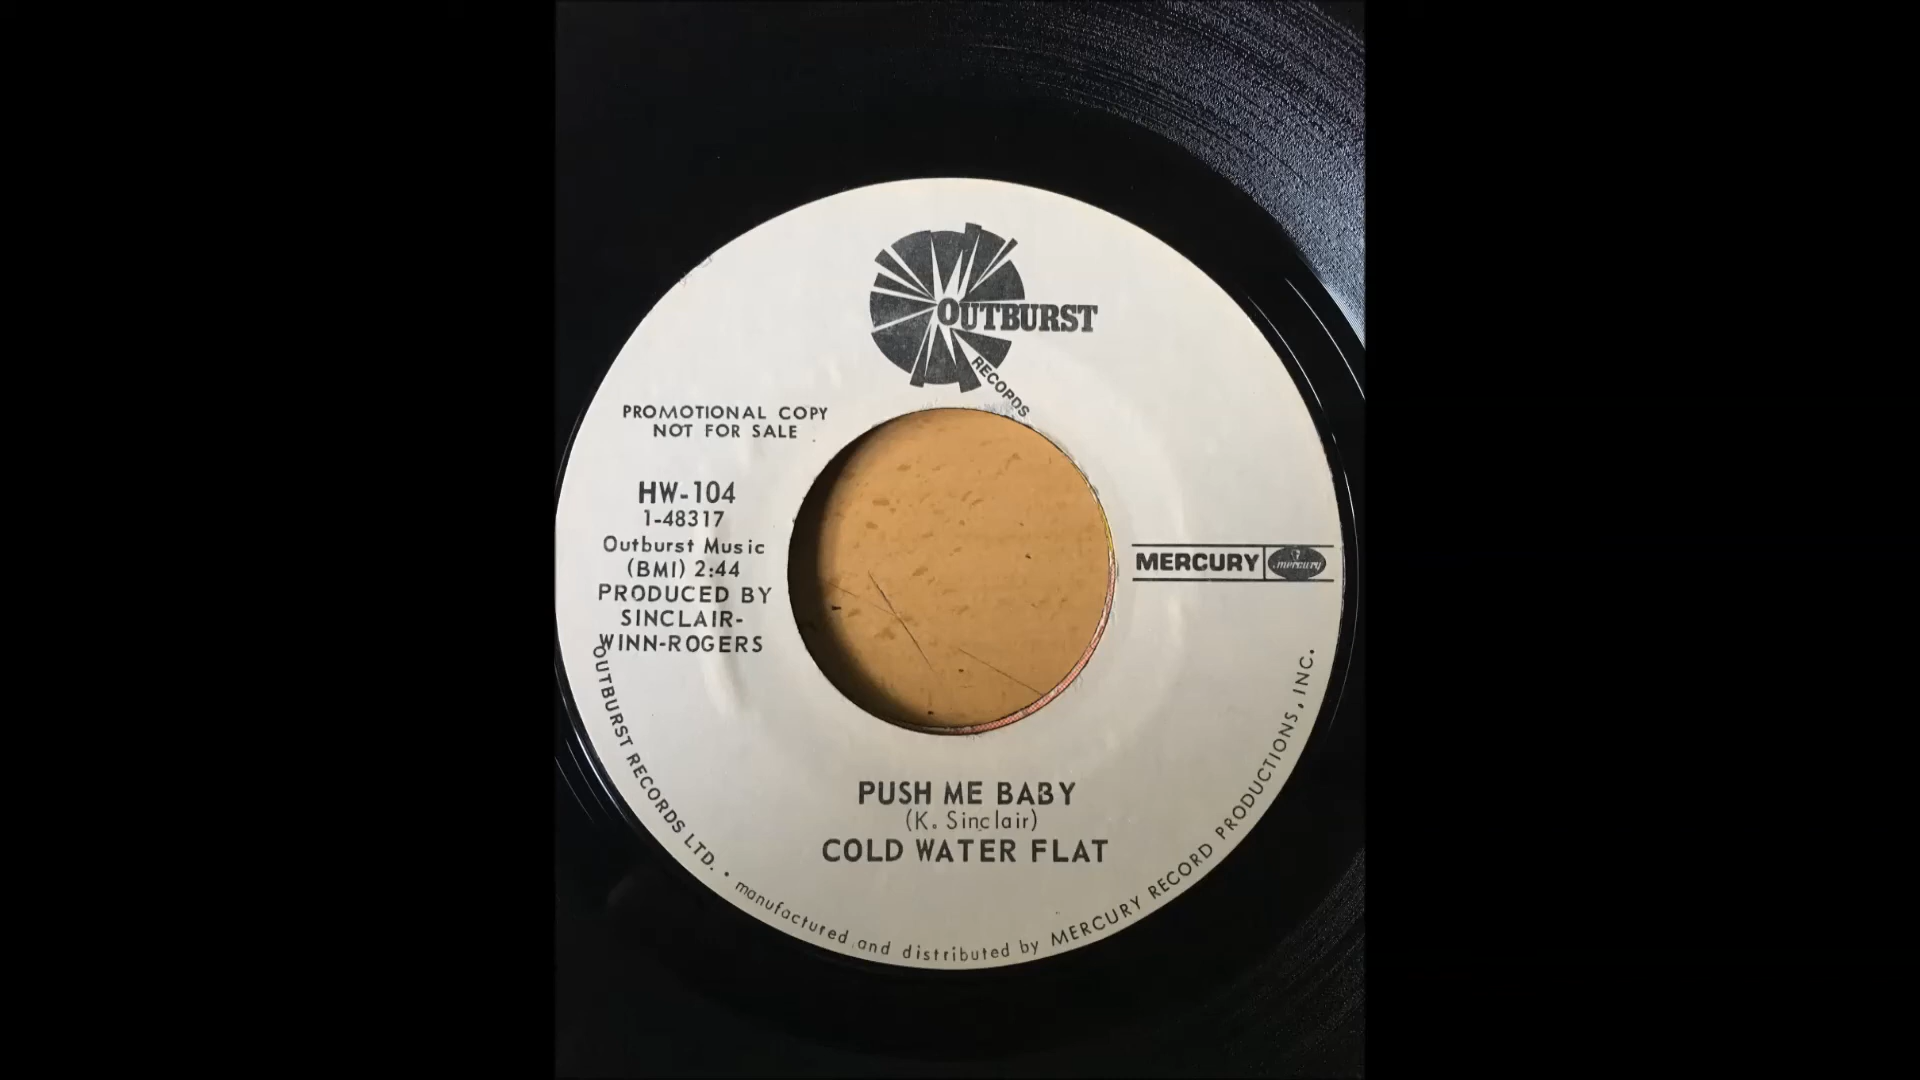 OUTBURST
RECORDS
PROMOTIONAL COPY
NOT FOR SALE
HW-104
1-48317
Outburst Music
(BMI) 2:44
PRODUCED BY
SINCLAIR-
WINN-ROGERS
MERCURY mercury
PUSH ME BABY
(K. Sinclair)
COLD WATER FLAT
OUTBURST RECORDS LTD. • manufactured and distributed by MERCURY RECORD PRODUCTIONS, INC.